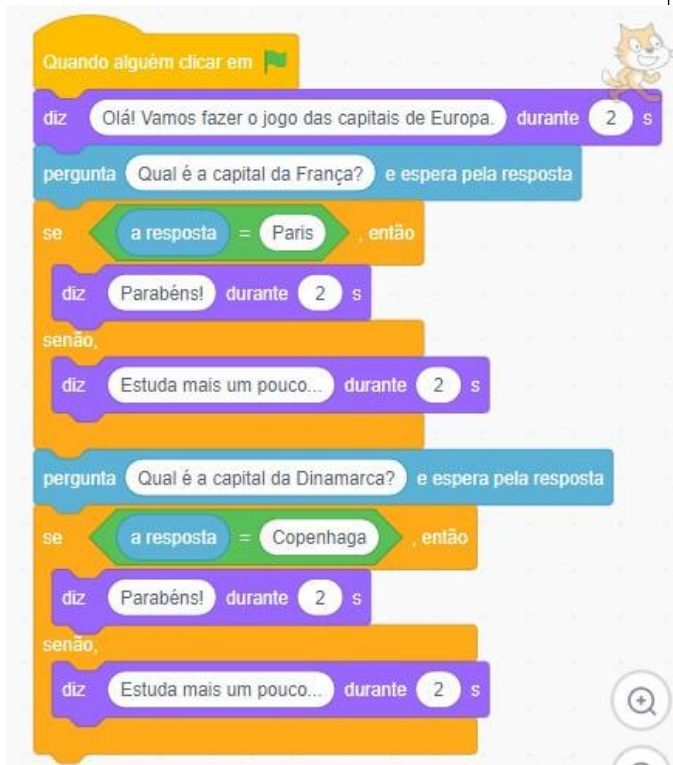 Quando alguém clicar em
diz Olá! Vamos fazer o jogo das capitais de Europa. durante 2 s
pergunta Qual é a capital da França? e espera pela resposta
se a resposta = Paris , então
diz Parabéns! durante 2 s
senão,
diz Estuda mais um pouco... durante 2 s
pergunta Qual é a capital da Dinamarca? e espera pela resposta
se a resposta = Copenhaga , então
diz Parabéns! durante 2 s
senão,
diz Estuda mais um pouco... durante 2 s